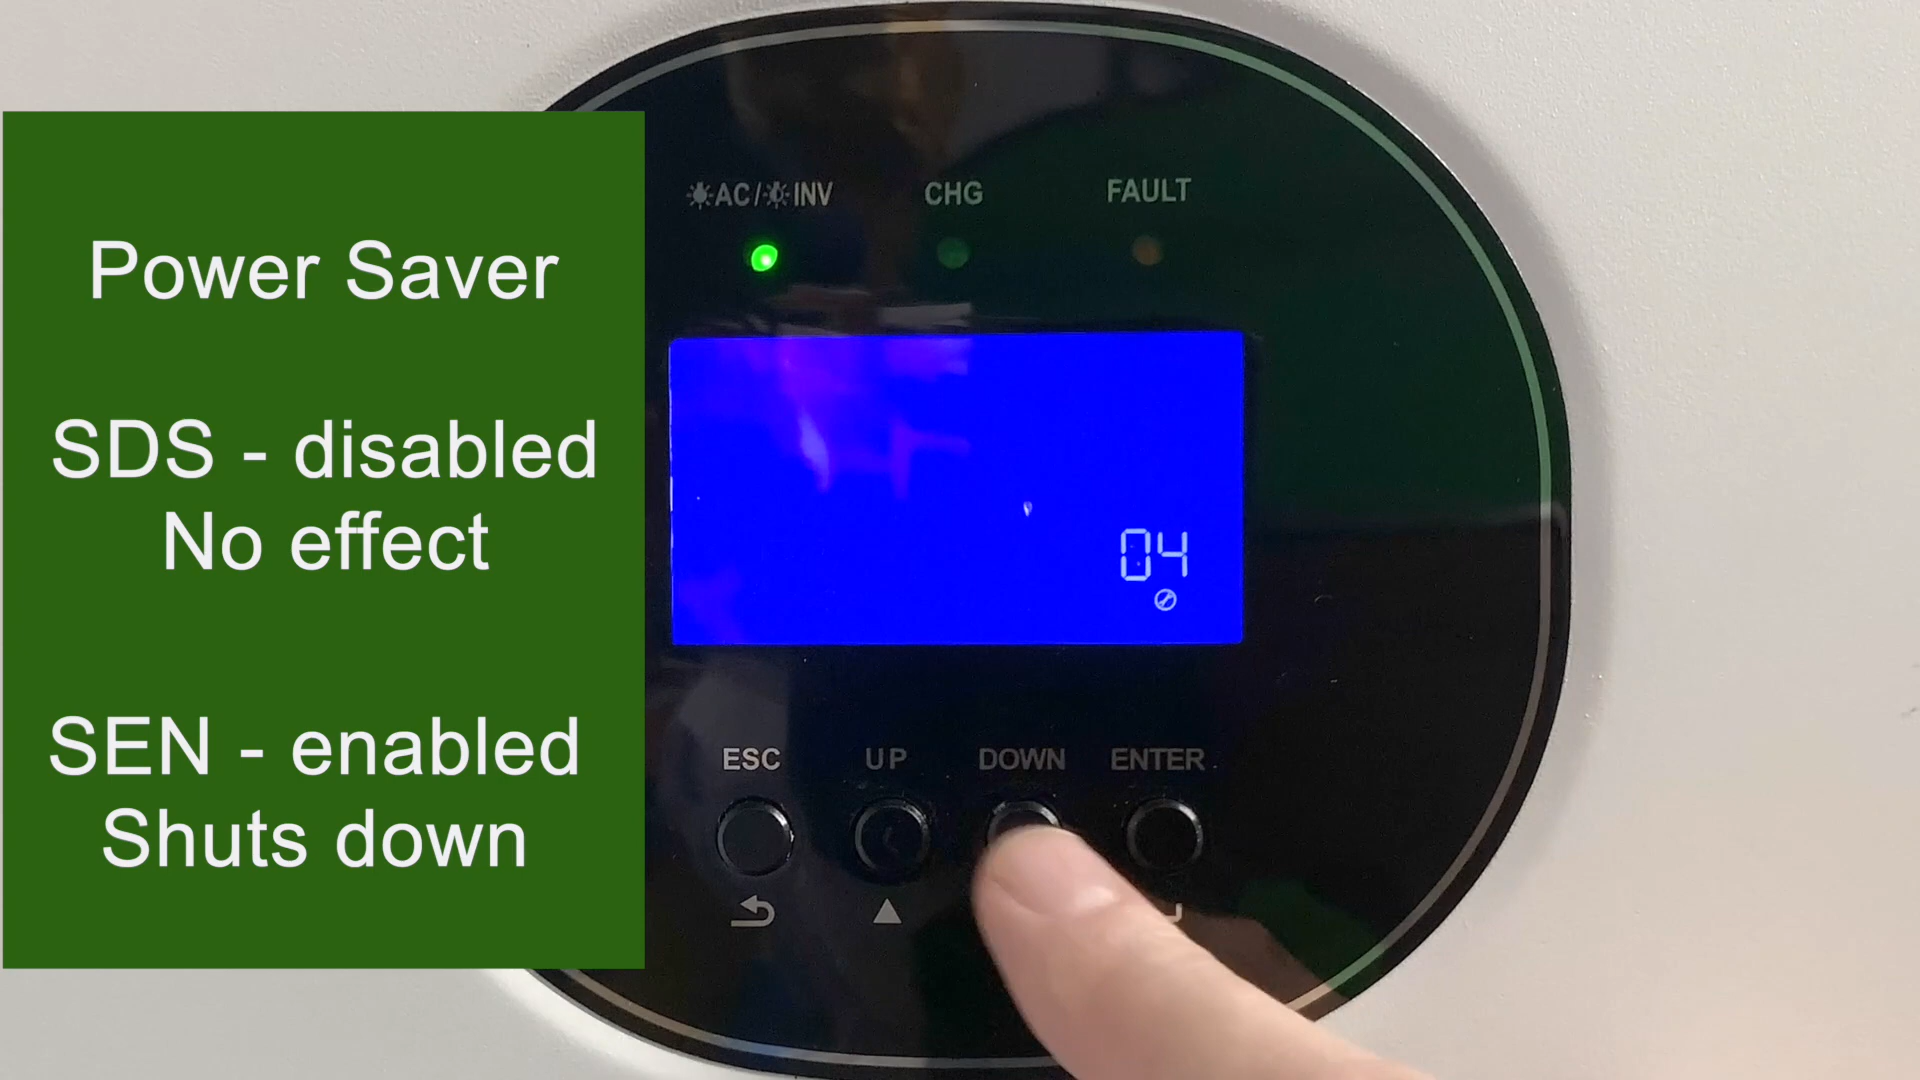 Power Saver
SDS - disabled
No effect
SEN - enabled
Shuts down
AC/INV CHG FAULT
04
ESC UP DOWN ENTER